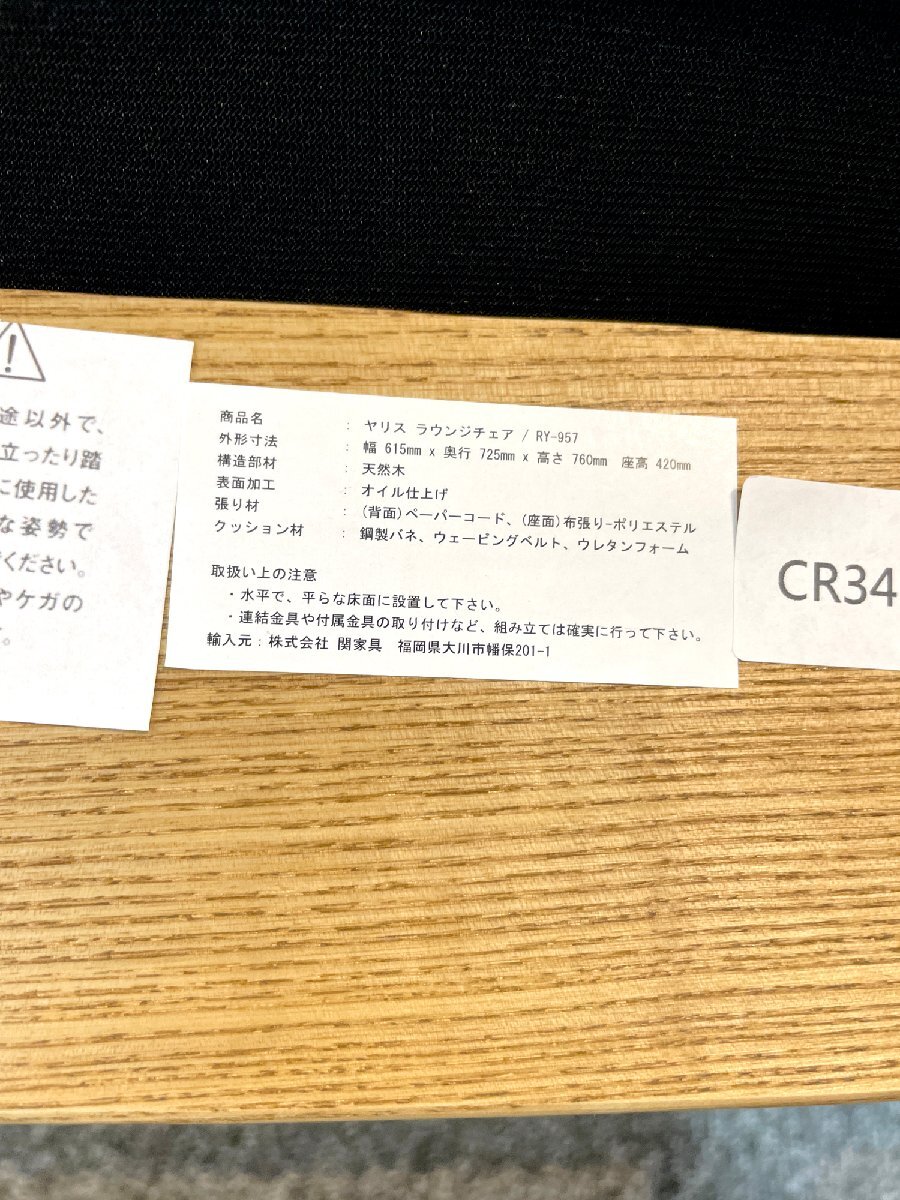 !
途以外で、
立ったり踏
に使用した
な姿勢で
ください。
やケガの
。
商品名 : ヤリス ラウンジチェア / RY-957
外形寸法 : 幅 615mm x 奥行 725mm x 高さ 760mm 座高 420mm
構造部材 : 天然木
表面加工 : オイル仕上げ
張り材 : (背面)ペーパーコード、(座面)布張り-ポリエステル
クッション材 : 鋼製バネ、ウェービングベルト、ウレタンフォーム
取扱い上の注意
・水平で、平らな床面に設置して下さい。
・連結金具や付属金具の取り付けなど、組み立ては確実に行って下さい。
輸入元：株式会社 関家具 福岡県大川市幡保201-1
CR34